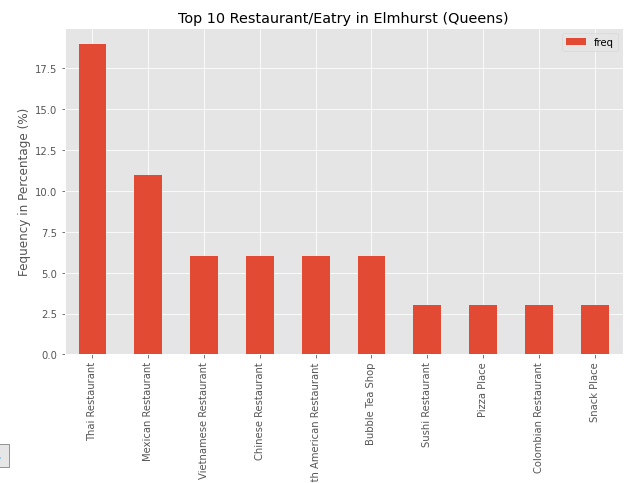 Top 10 Restaurant/Eatry in Elmhurst (Queens)
freq
Fequency in Percentage (%)
17.5
15.0
12.5
10.0
7.5
5.0
2.5
0.0
Thai Restaurant
Mexican Restaurant
Vietnamese Restaurant
Chinese Restaurant
th American Restaurant
Bubble Tea Shop
Sushi Restaurant
Pizza Place
Colombian Restaurant
Snack Place